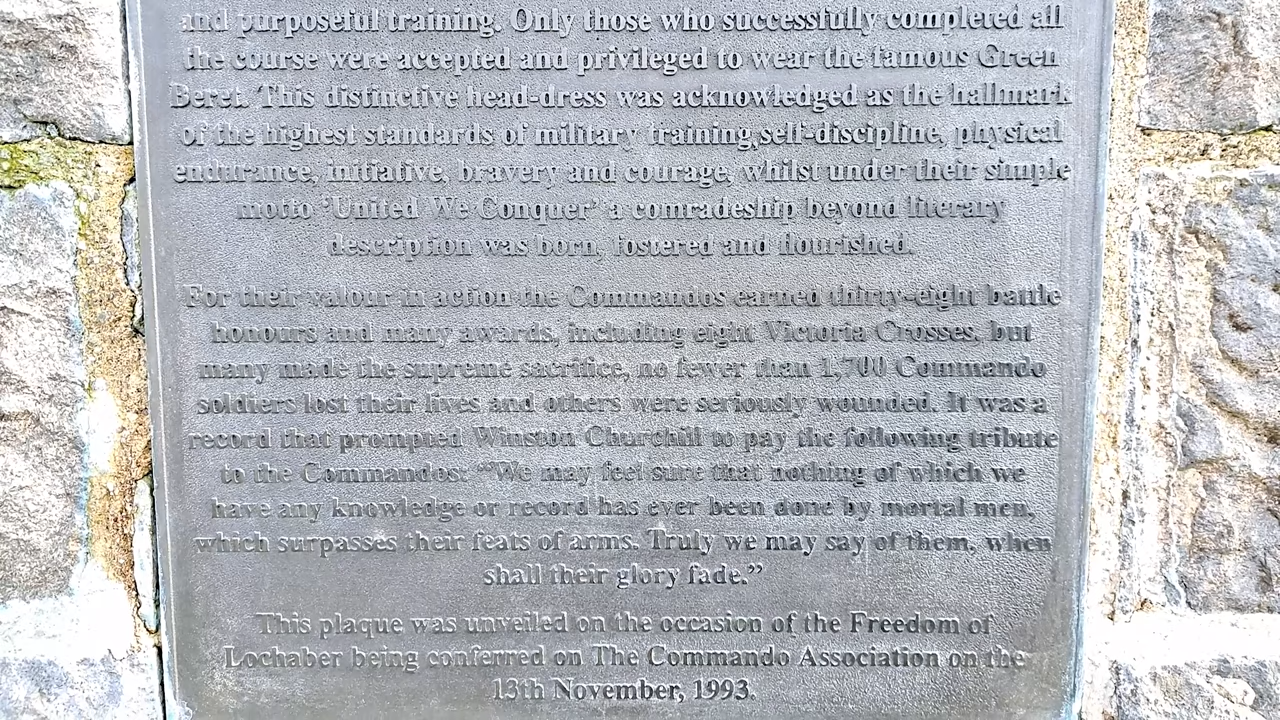 and purposeful training. Only those who successfully completed all
the course were accepted and privileged to wear the famous Green
Beret. This distinctive head-dress was acknowledged as the hallmark
of the highest standards of military training,self-discipline, physical
endurance, initiative, bravery and courage, whilst under their simple
motto 'United We Conquer' a comradeship beyond literary
description was born, fostered and flourished.
For their valour in action the Commandos earned thirty-eight battle
honours and many awards, including eight Victoria Crosses, but
many made the supreme sacrifice, no fewer than 1,700 Commando
soldiers lost their lives and others were seriously wounded. It was a
record that prompted Winston Churchill to pay the following tribute
to the Commandos: “We may feel sure that nothing of which we
have any knowledge or record has ever been done by mortal men,
which surpasses their feats of arms. Truly we may say of them, when
shall their glory fade.”
This plaque was unveiled on the occasion of the Freedom of
Lochaber being conferred on The Commando Association on the
13th November, 1993.